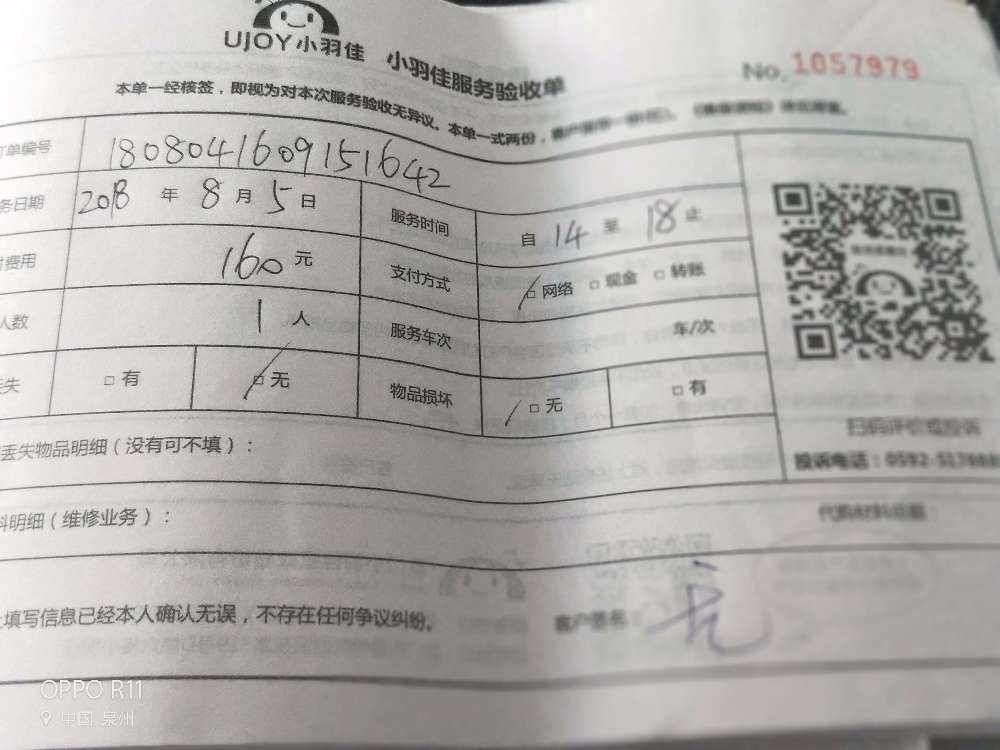 UJOY小羽佳 小羽佳服务验收单
No. 1057979
本单一经核签，即视为对本次服务验收无异议。本单一式两份，
单编号 1808041609151642
务日期 2018 年 8 月 5 日 服务时间 自 14 至 18 止
费用 160 元 支付方式 □ 网络 □ 现金 □ 转账
人数 1 人 服务车次 车/次
失 □ 有 □ 无 物品损坏 □ 无 □ 有
扫码评价或投诉
丢失物品明细（没有可不填）：
投诉电话：0592-
料明细（维修业务）： 代购材料总额：
填写信息已经本人确认无误，不存在任何争议纠纷。 客户签名
OPPO R11
中国, 泉州